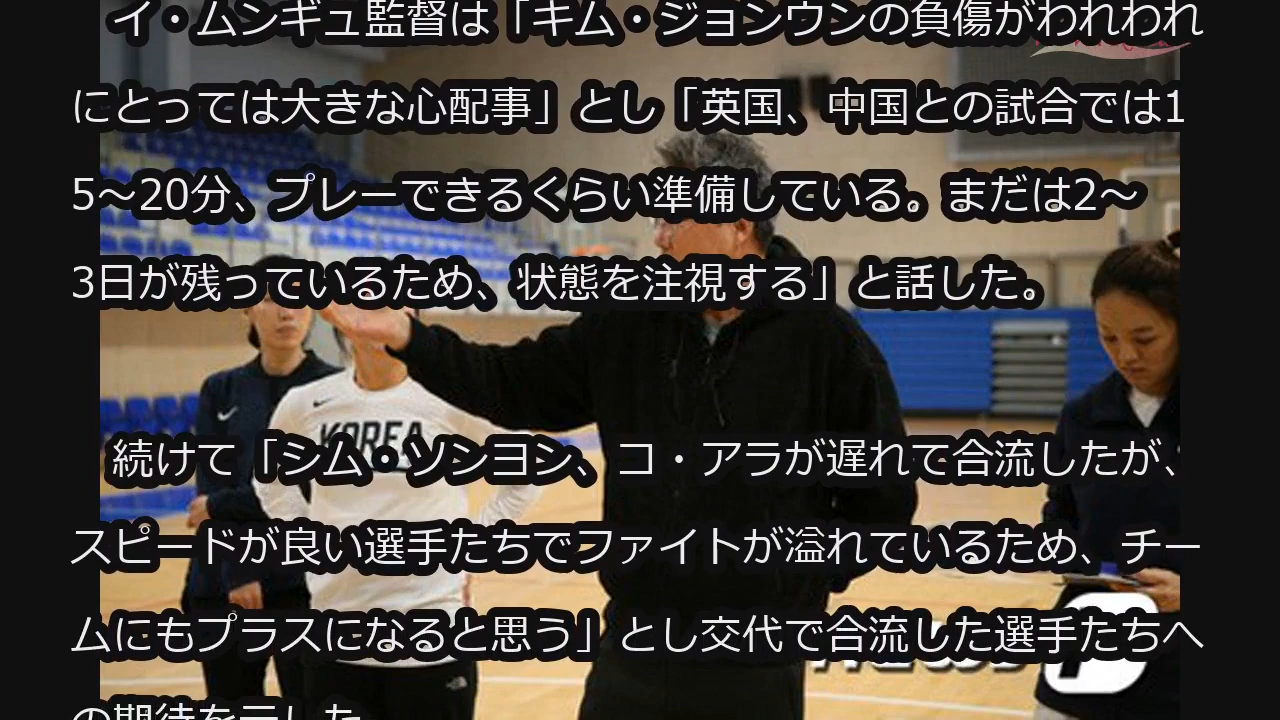 イ・ムンギュ監督は「キム・ジョンウンの負傷がわれわれ
にとっては大きな心配事」とし「英国、中国との試合では1
5〜20分、プレーできるくらい準備している。まだは2〜
3日が残っているため、状態を注視する」と話した。
KOREA
続けて「シム・ソンヨン、コ・アラが遅れて合流したが、
スピードが良い選手たちでファイトが溢れているため、チー
ムにもプラスになると思う」とし交代で合流した選手たちへ
の期待を示した